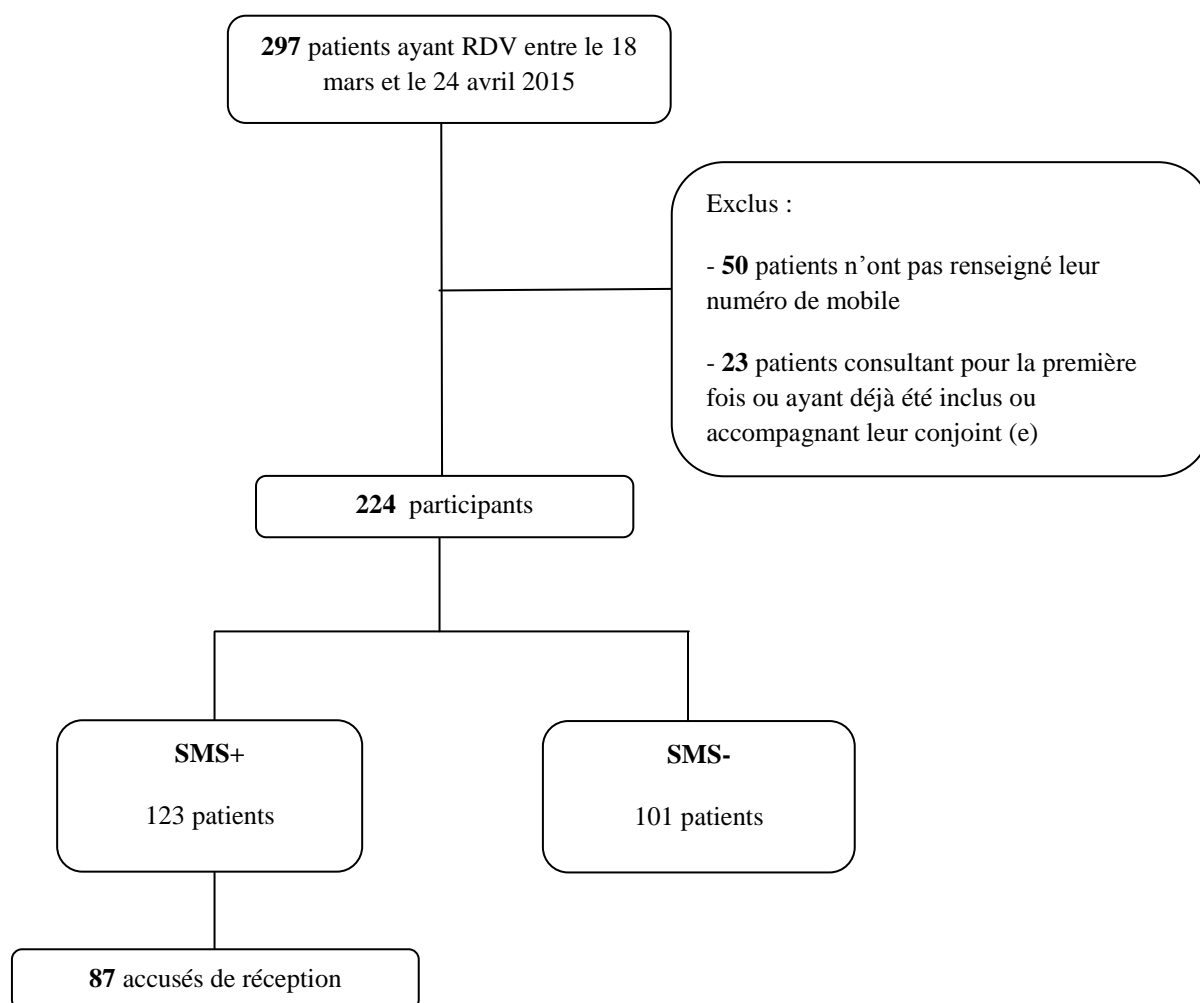 297 patients ayant RDV entre le 18
mars et le 24 avril 2015
Exclus :
- 50 patients n’ont pas renseigné leur
numéro de mobile
- 23 patients consultant pour la première
fois ou ayant déjà été inclus ou
accompagnant leur conjoint (e)
224 participants
SMS+
123 patients
SMS-
101 patients
87 accusés de réception